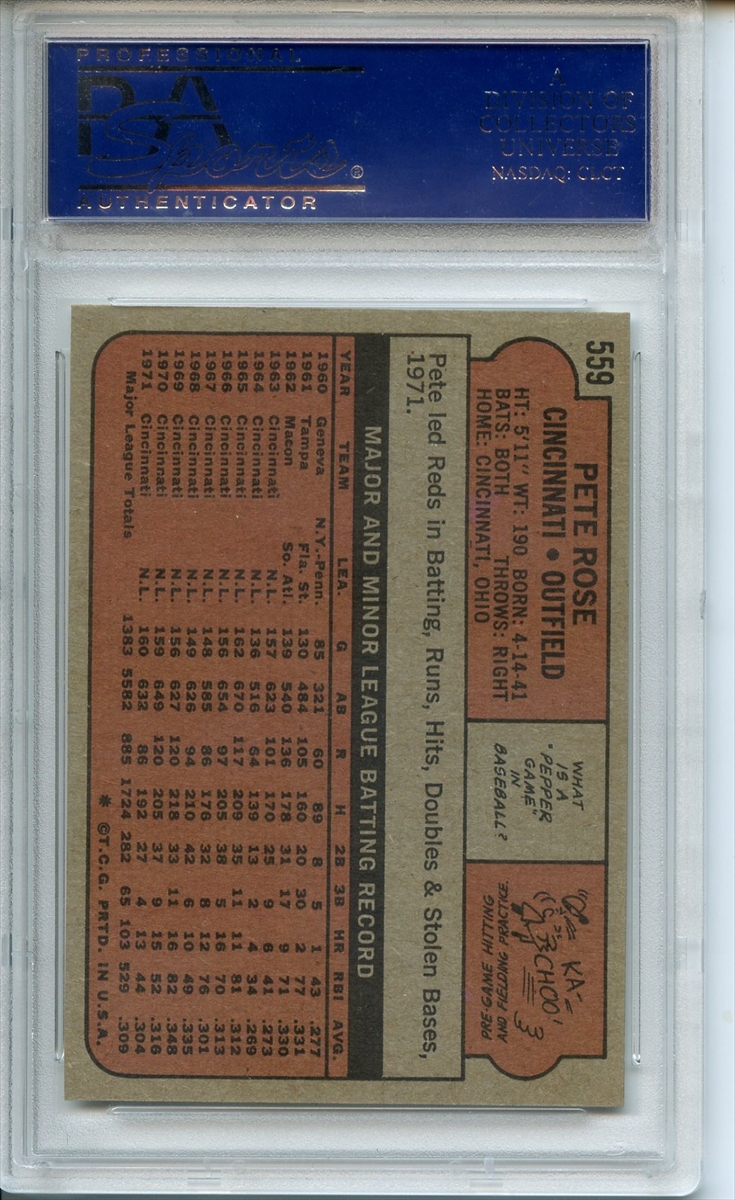 PROFESSIONAL
PSA
Sports®
AUTHENTICATOR
A
DIVISION OF
COLLECTORS
UNIVERSE
NASDAQ: CLCT
559
PETE ROSE
CINCINNATI • OUTFIELD
HT: 5'11" WT: 190 BORN: 4-14-41
BATS: BOTH THROWS: RIGHT
HOME: CINCINNATI, OHIO
WHAT
IS A
"PEPPER
GAME"
IN
BASEBALL?
KA-
CHOO!
PRE GAME HITTING
AND FIELDING PRACTICE.
Pete led Reds in Batting, Runs, Hits, Doubles & Stolen Bases,
1971.
MAJOR AND MINOR LEAGUE BATTING RECORD
YEAR TEAM LEA. G AB R H 2B 3B HR RBI AVG.
1960 Geneva N.Y.-Penn. 85 321 60 89 8 5 1 43 .277
1961 Tampa Fla. St. 130 484 105 160 20 30 2 77 .331
1962 Macon So. Atl. 139 540 136 178 31 17 9 71 .330
1963 Cincinnati N.L. 157 623 101 170 25 9 6 41 .273
1964 Cincinnati N.L. 136 516 64 139 13 2 4 34 .269
1965 Cincinnati N.L. 162 670 117 209 35 11 11 81 .312
1966 Cincinnati N.L. 156 654 97 205 38 5 16 70 .313
1967 Cincinnati N.L. 148 585 86 176 32 8 12 76 .301
1968 Cincinnati N.L. 149 626 94 210 42 6 10 49 .335
1969 Cincinnati N.L. 156 627 120 218 33 11 16 82 .348
1970 Cincinnati N.L. 159 649 120 205 37 9 15 52 .316
1971 Cincinnati N.L. 160 632 86 192 27 4 13 44 .304
Major League Totals 1383 5582 885 1724 282 65 103 529 .309
* ©T.C.G. PRTD. IN U.S.A.